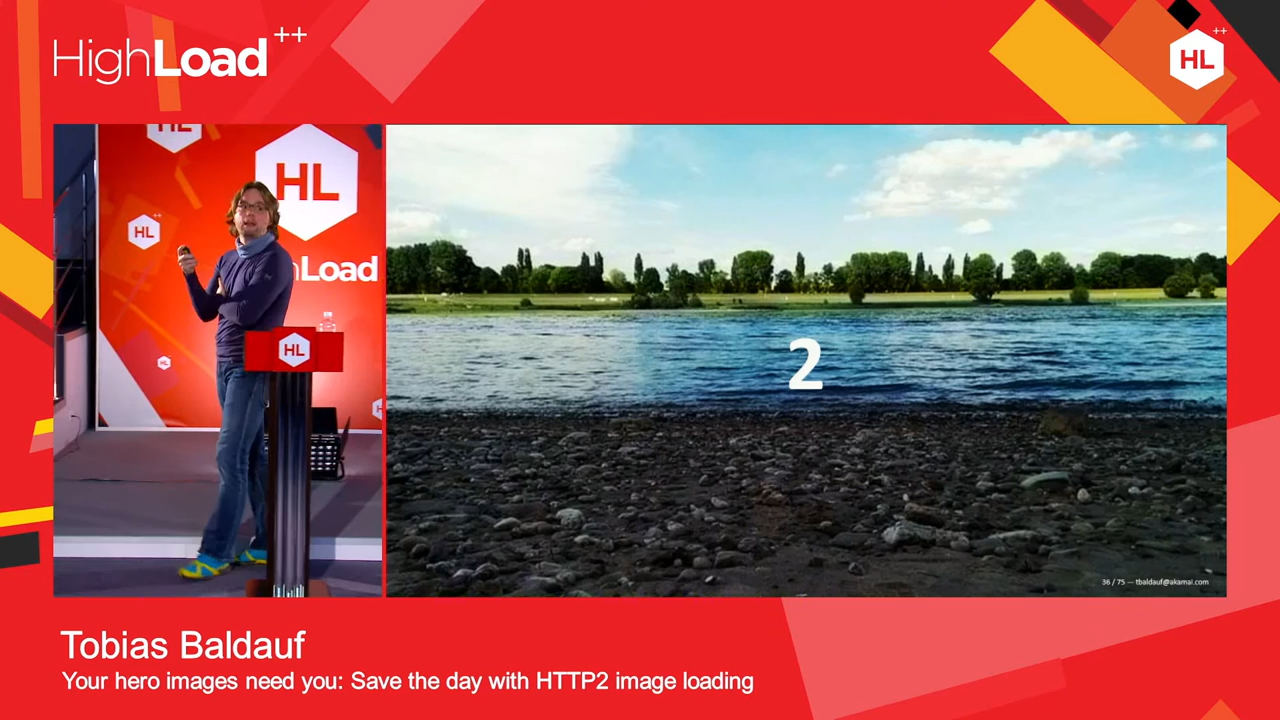 HighLoad++
HL++
HL
HL
HL++
Load
HL
HL
2
36 / 75 — tbaldauf@akamai.com
Tobias Baldauf
Your hero images need you: Save the day with HTTP2 image loading